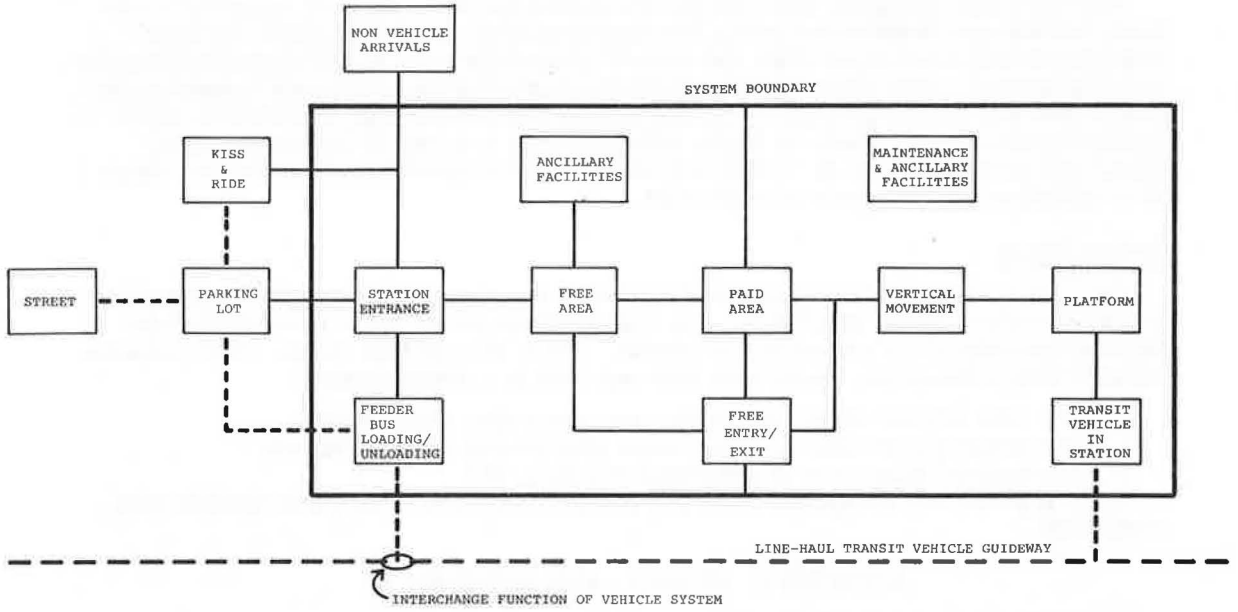 NON VEHICLE
ARRIVALS
SYSTEM BOUNDARY
KISS
&
RIDE
ANCILLARY
FACILITIES
MAINTENANCE
& ANCILLARY
FACILITIES
STREET
PARKING
LOT
STATION
ENTRANCE
FREE
AREA
PAID
AREA
VERTICAL
MOVEMENT
PLATFORM
FEEDER
BUS
LOADING/
UNLOADING
FREE
ENTRY/
EXIT
TRANSIT
VEHICLE
IN
STATION
LINE-HAUL TRANSIT VEHICLE GUIDEWAY
INTERCHANGE FUNCTION OF VEHICLE SYSTEM